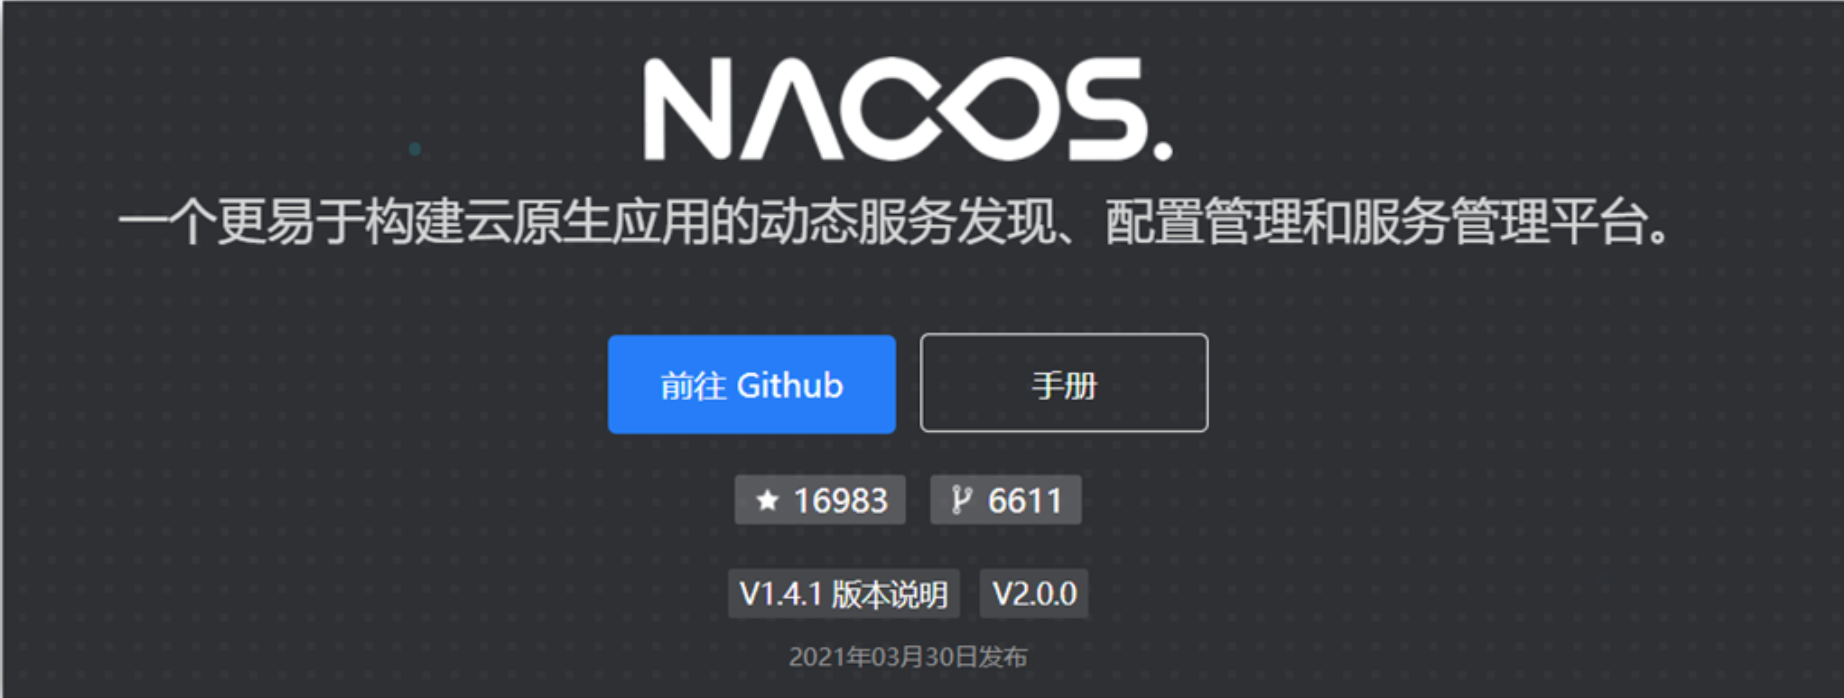 NACOS.
一个更易于构建云原生应用的动态服务发现、配置管理和服务管理平台。
前往 Github
手册
16983
6611
V1.4.1 版本说明
V2.0.0
2021年03月30日发布